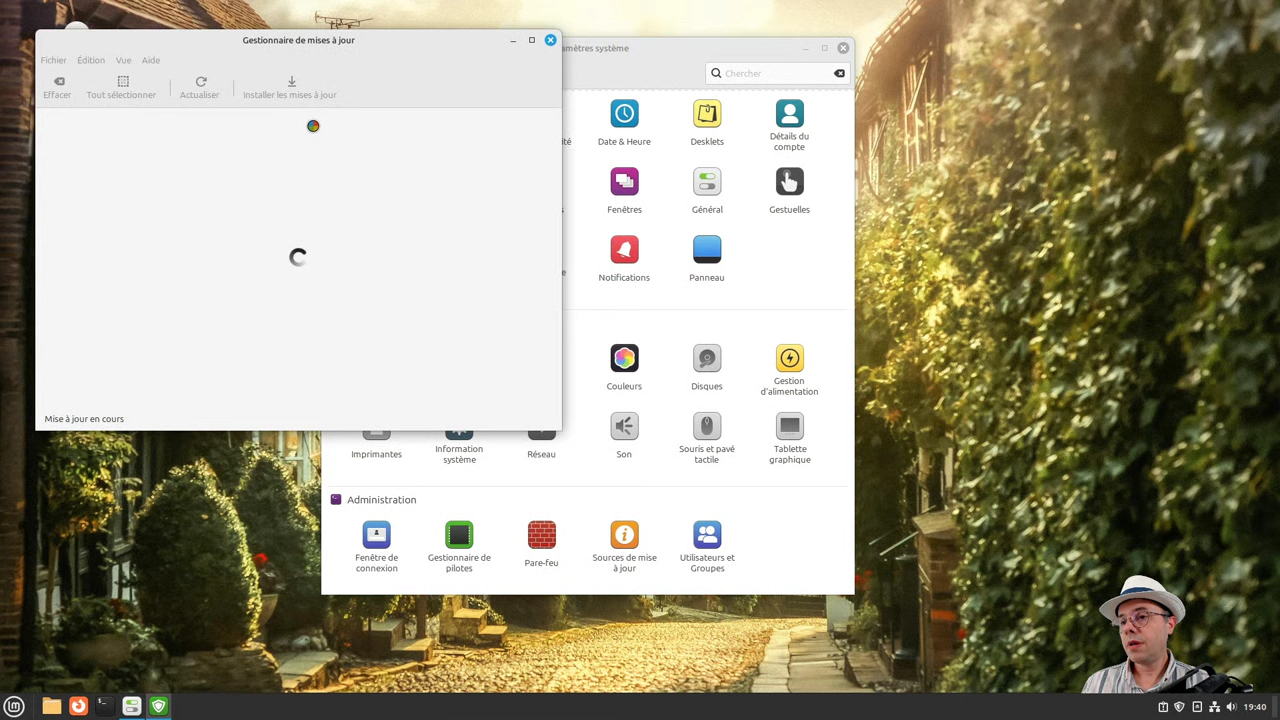 Gestionnaire de mises à jour
Fichier Édition Vue Aide
Effacer Tout sélectionner Actualiser Installer les mises à jour
Mise à jour en cours
amètres système
Chercher
ité Date & Heure Desklets Détails du
compte
s Fenêtres Général Gestuelles
e Notifications Panneau
Couleurs Disques Gestion
d'alimentation
Imprimantes Information
système Réseau Son Souris et pavé
tactile Tablette
graphique
Administration
Fenêtre de
connexion Gestionnaire de
pilotes Pare-feu Sources de mise
à jour Utilisateurs et
Groupes
19:40